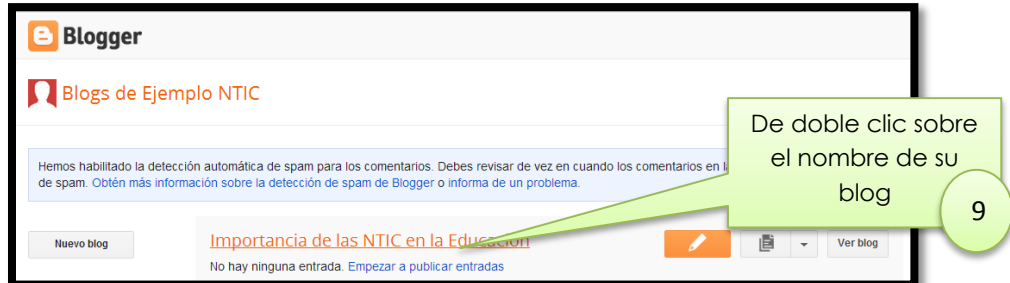 Blogger
Blogs de Ejemplo NTIC
De doble clic sobre
el nombre de su
blog
9
Hemos habilitado la detección automática de spam para los comentarios. Debes revisar de vez en cuando los comentarios en
de spam. Obtén más información sobre la detección de spam de Blogger o informa de un problema.
Nuevo blog
Importancia de las NTIC en la Educación
Ver blog
No hay ninguna entrada. Empezar a publicar entradas